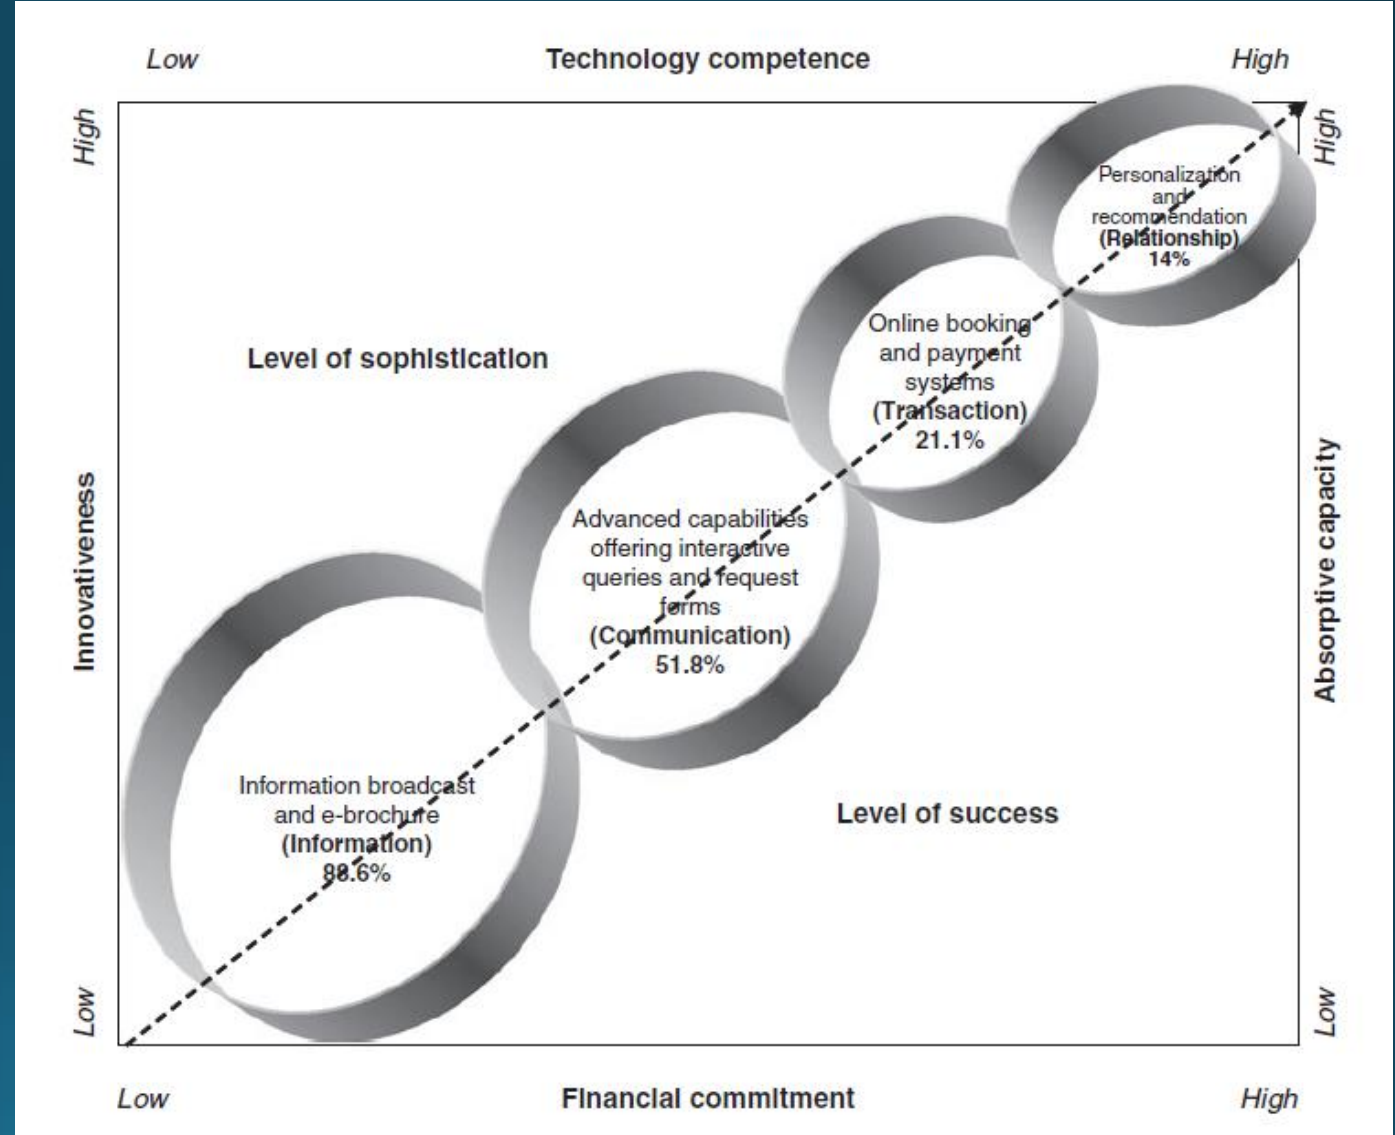 Low Technology competence High
High
High
Personalization
and
recommendation
(Relationship)
14%
Online booking
and payment
systems
(Transaction)
21.1%
Level of sophistication
Innovativeness
Absorptive capacity
Advanced capabilities
offering interactive
queries and request
forms
(Communication)
51.8%
Information broadcast
and e-brochure
(Information)
88.6%
Level of success
Low
Low
Low Financial commitment High